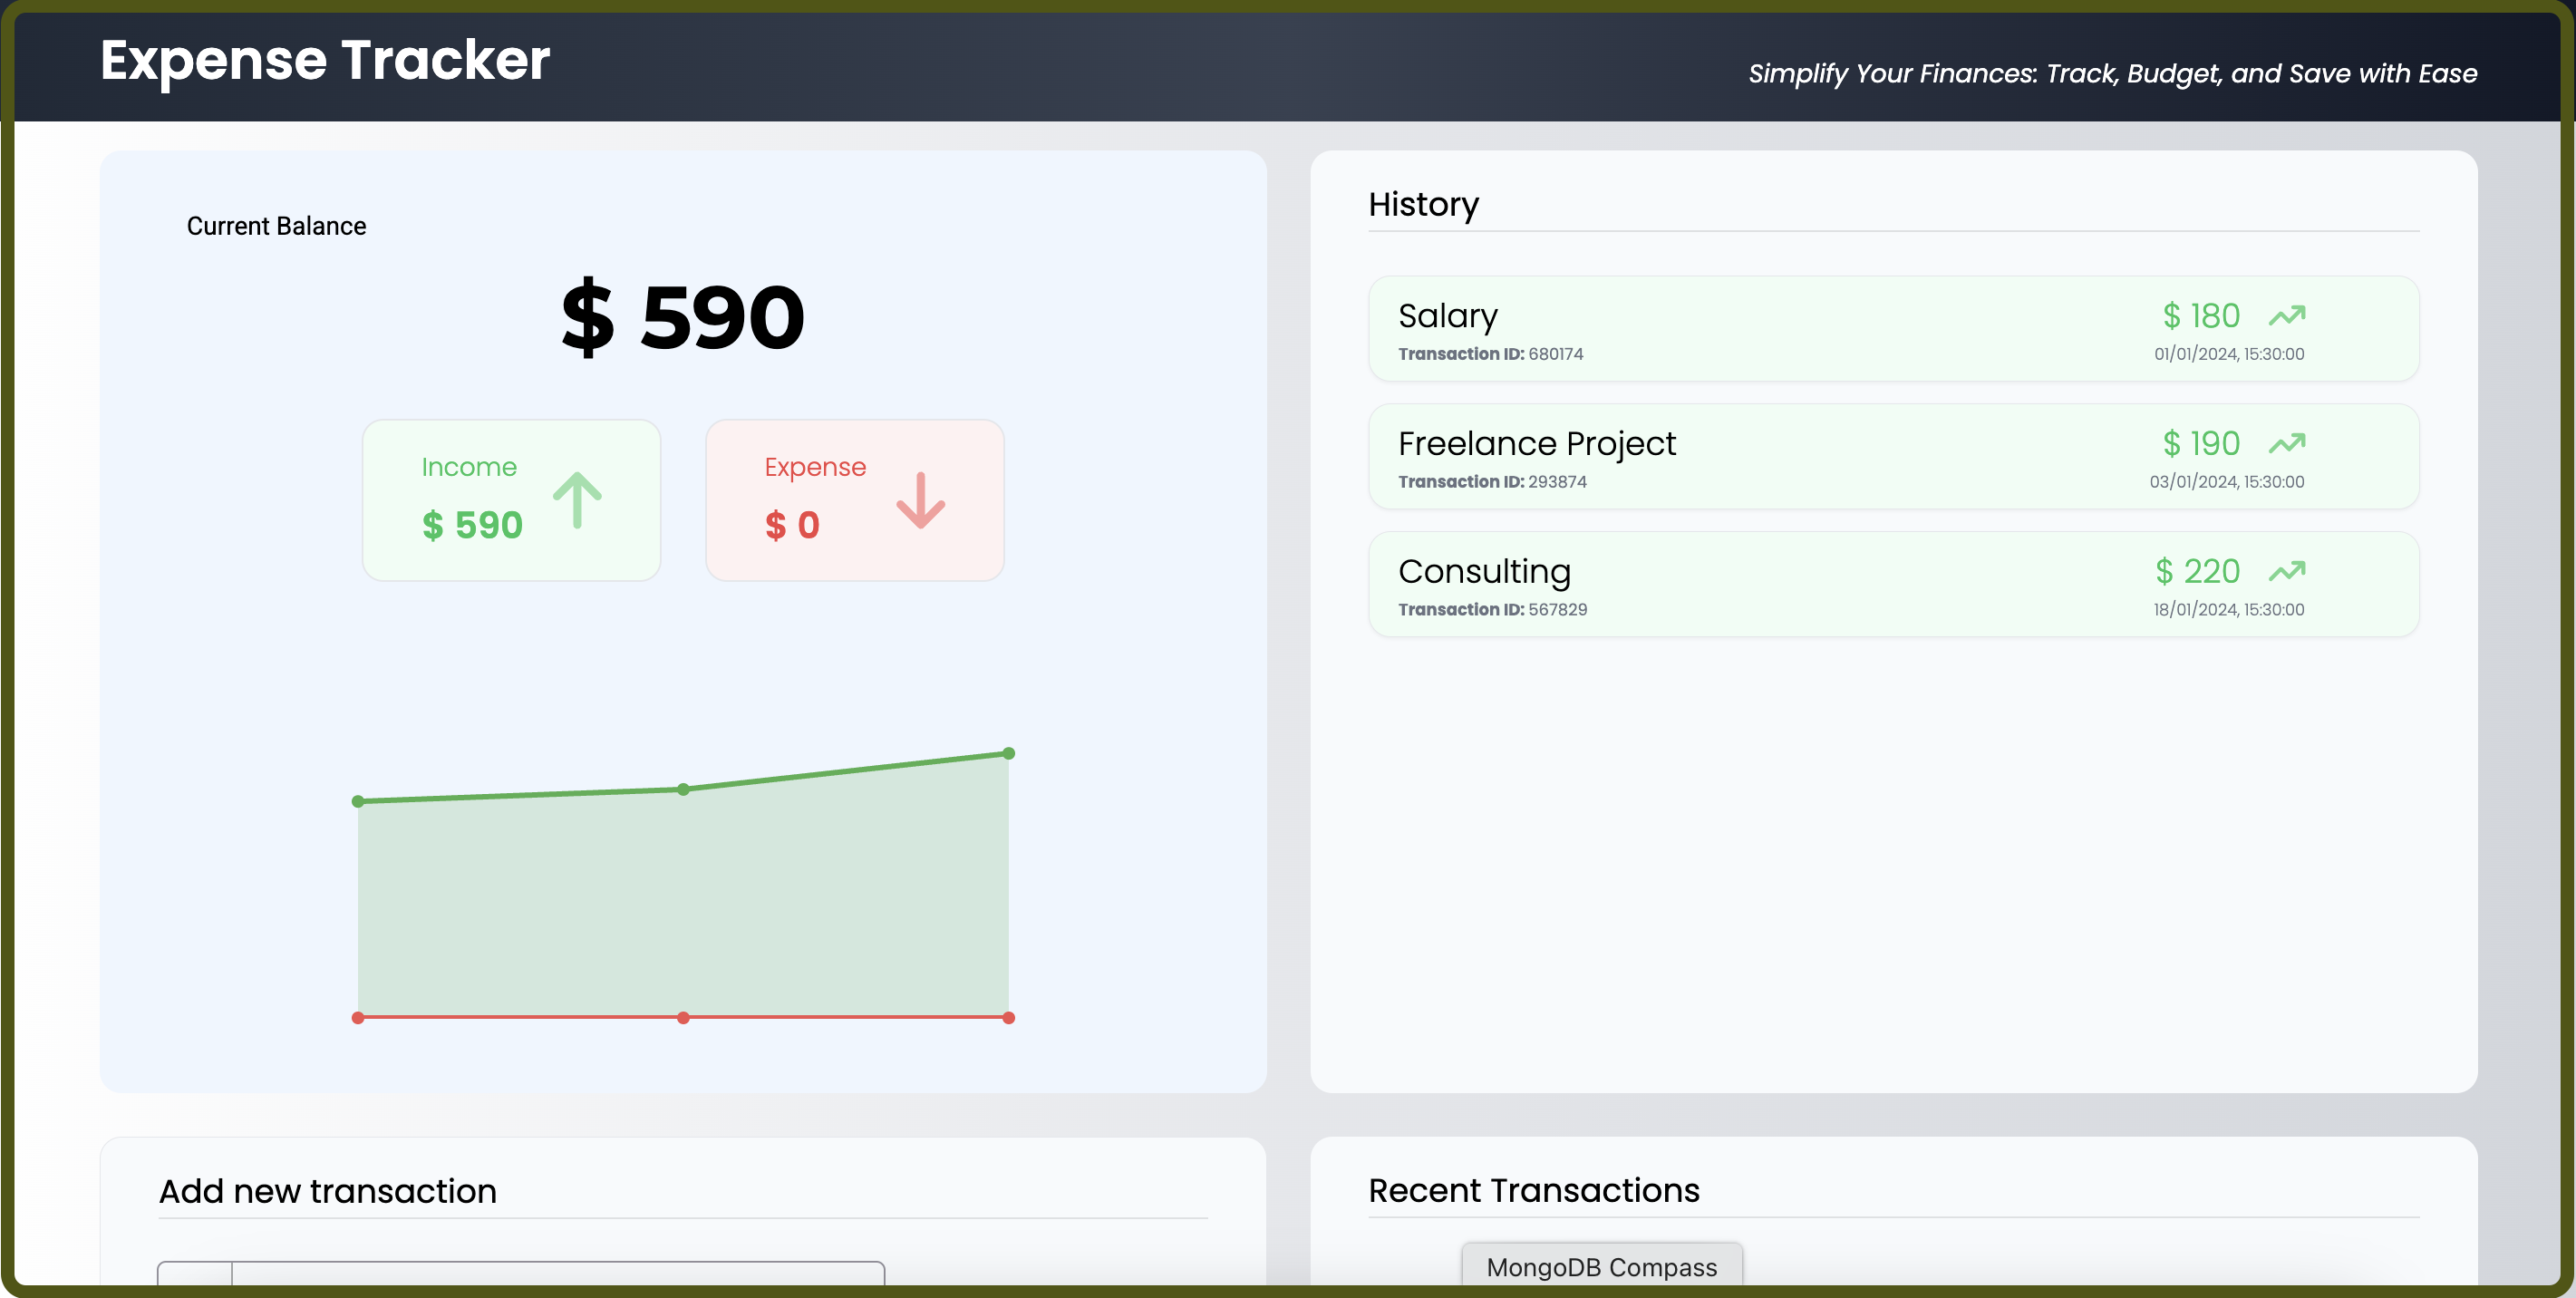 Expense Tracker
Simplify Your Finances: Track, Budget, and Save with Ease
Current Balance
$ 590
Income
$ 590
Expense
$ 0
History
Salary
$ 180
Transaction ID: 680174
01/01/2024, 15:30:00
Freelance Project
$ 190
Transaction ID: 293874
03/01/2024, 15:30:00
Consulting
$ 220
Transaction ID: 567829
18/01/2024, 15:30:00
Add new transaction
Recent Transactions
MongoDB Compass